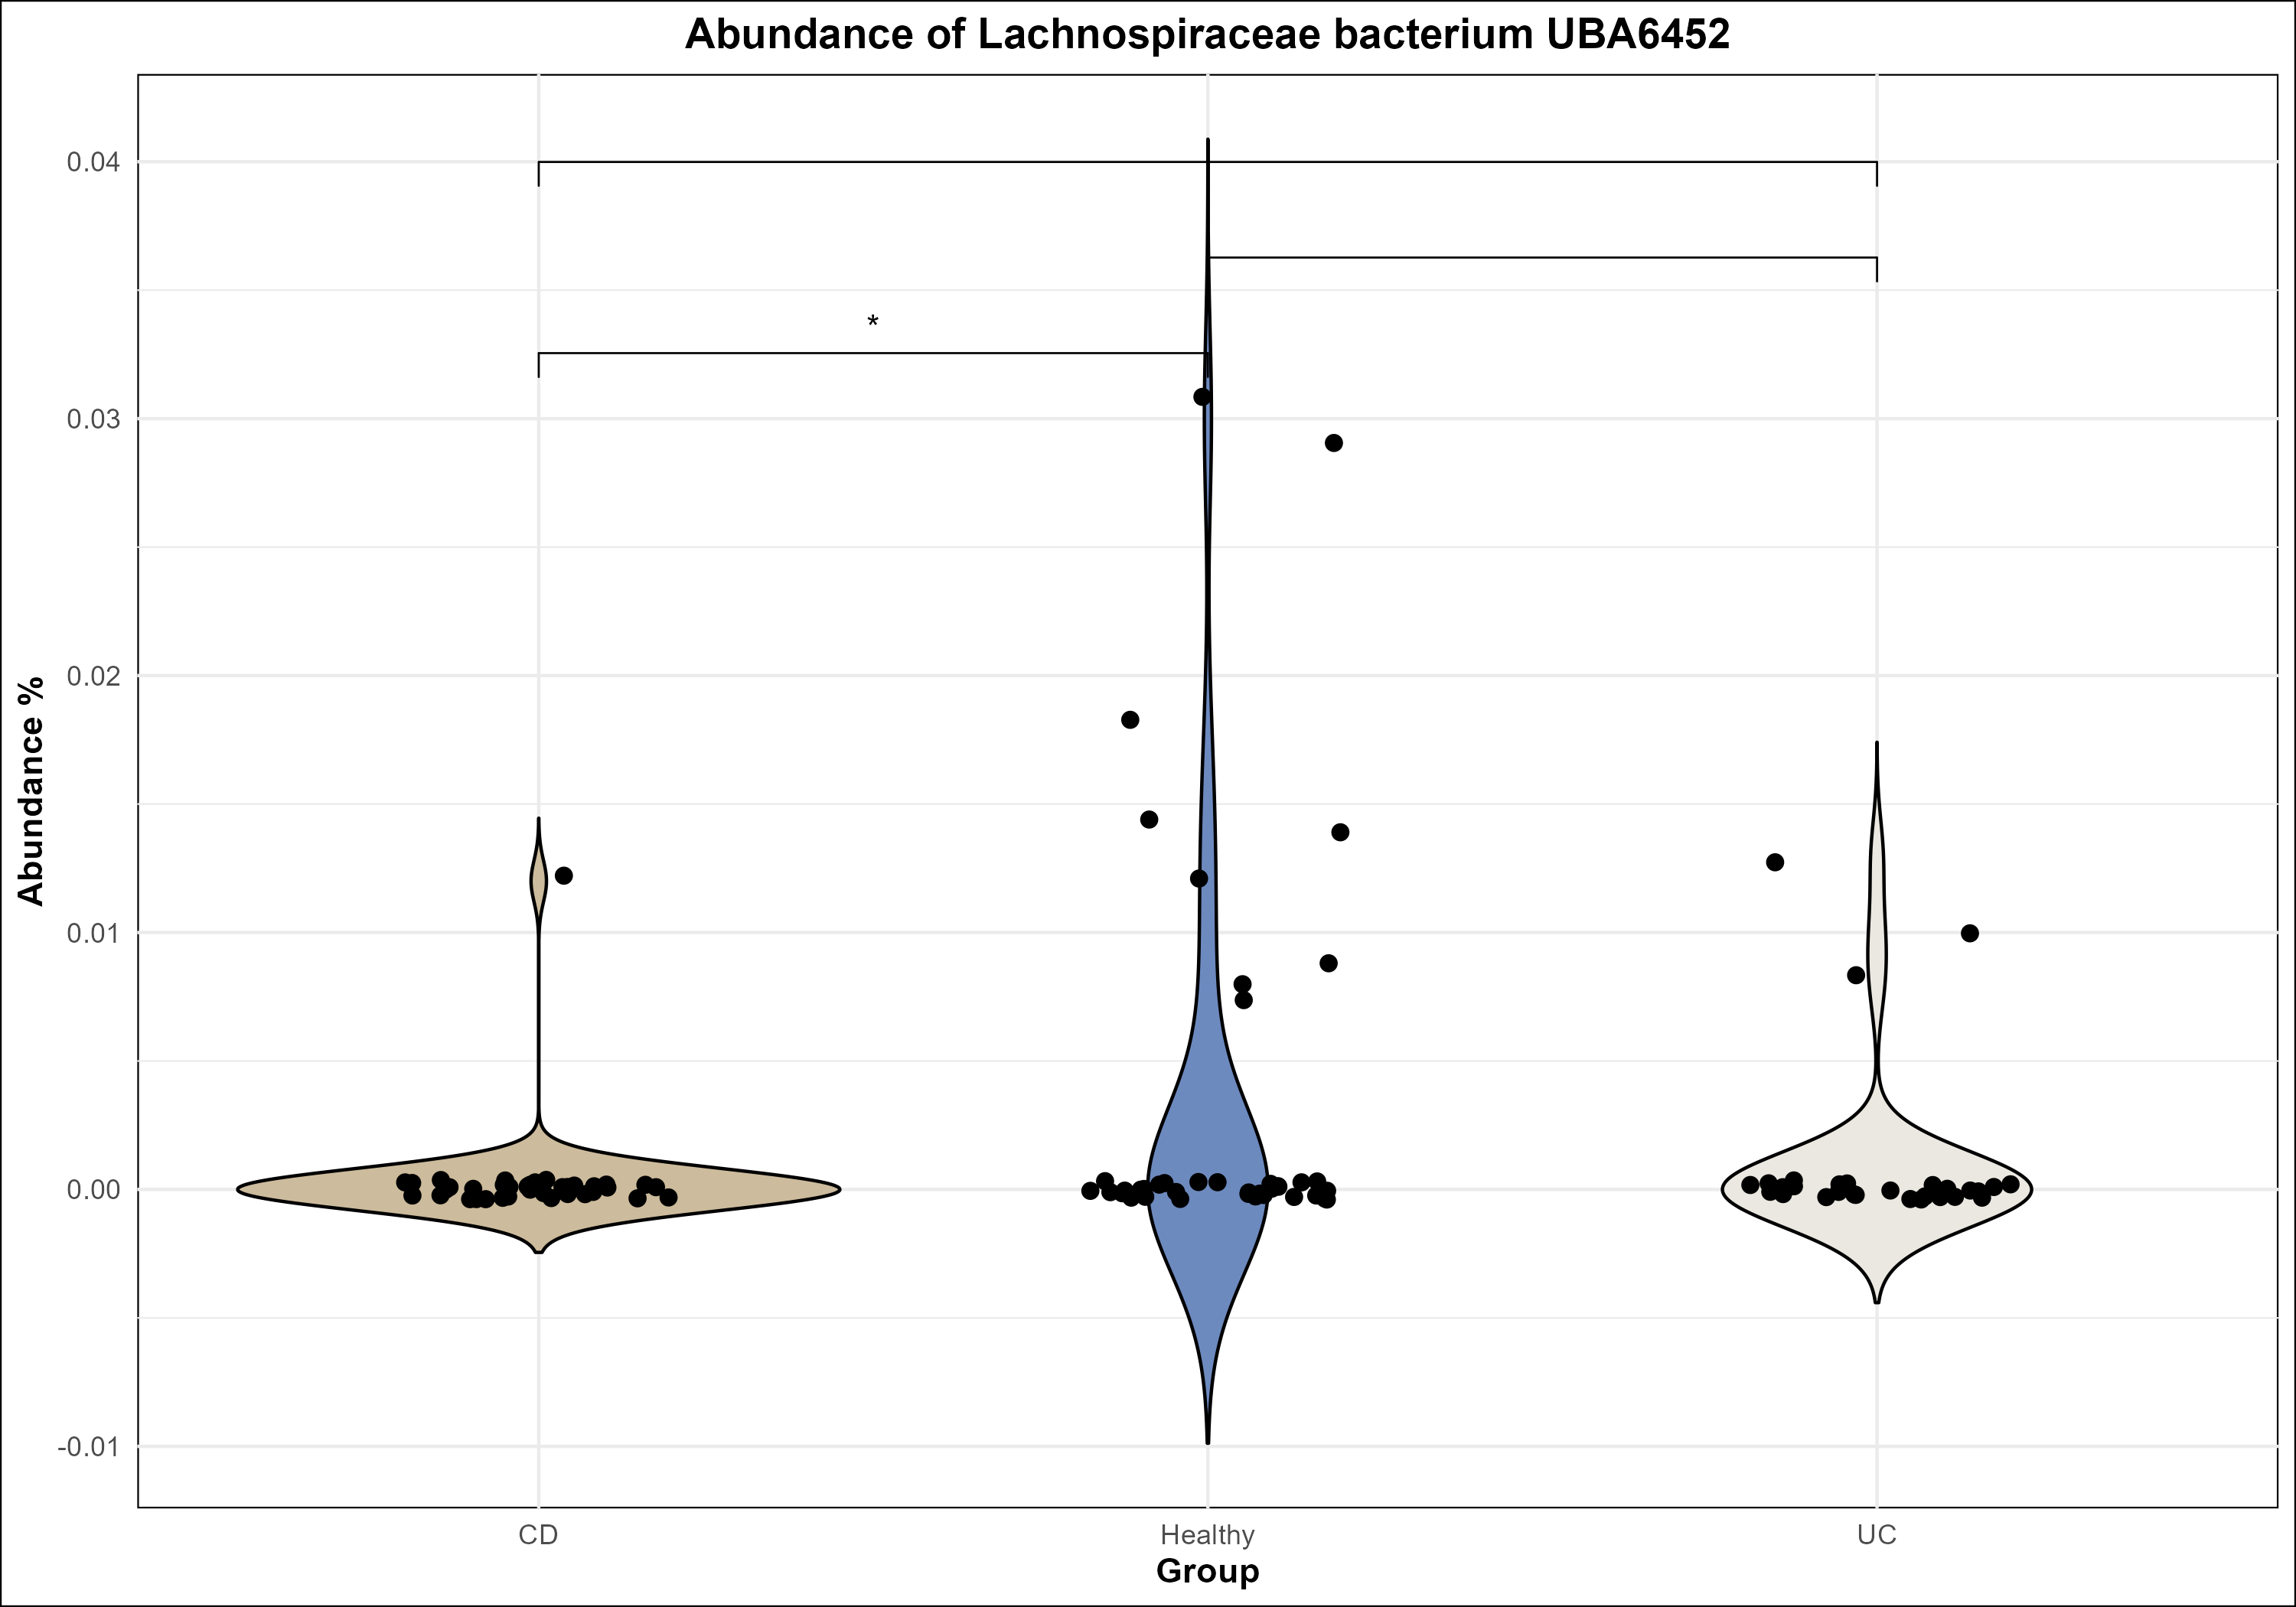 Abundance of Lachnospiraceae bacterium UBA6452
Abundance %
0.04
0.03
0.02
0.01
0.00
-0.01
*
CD
Healthy
UC
Group